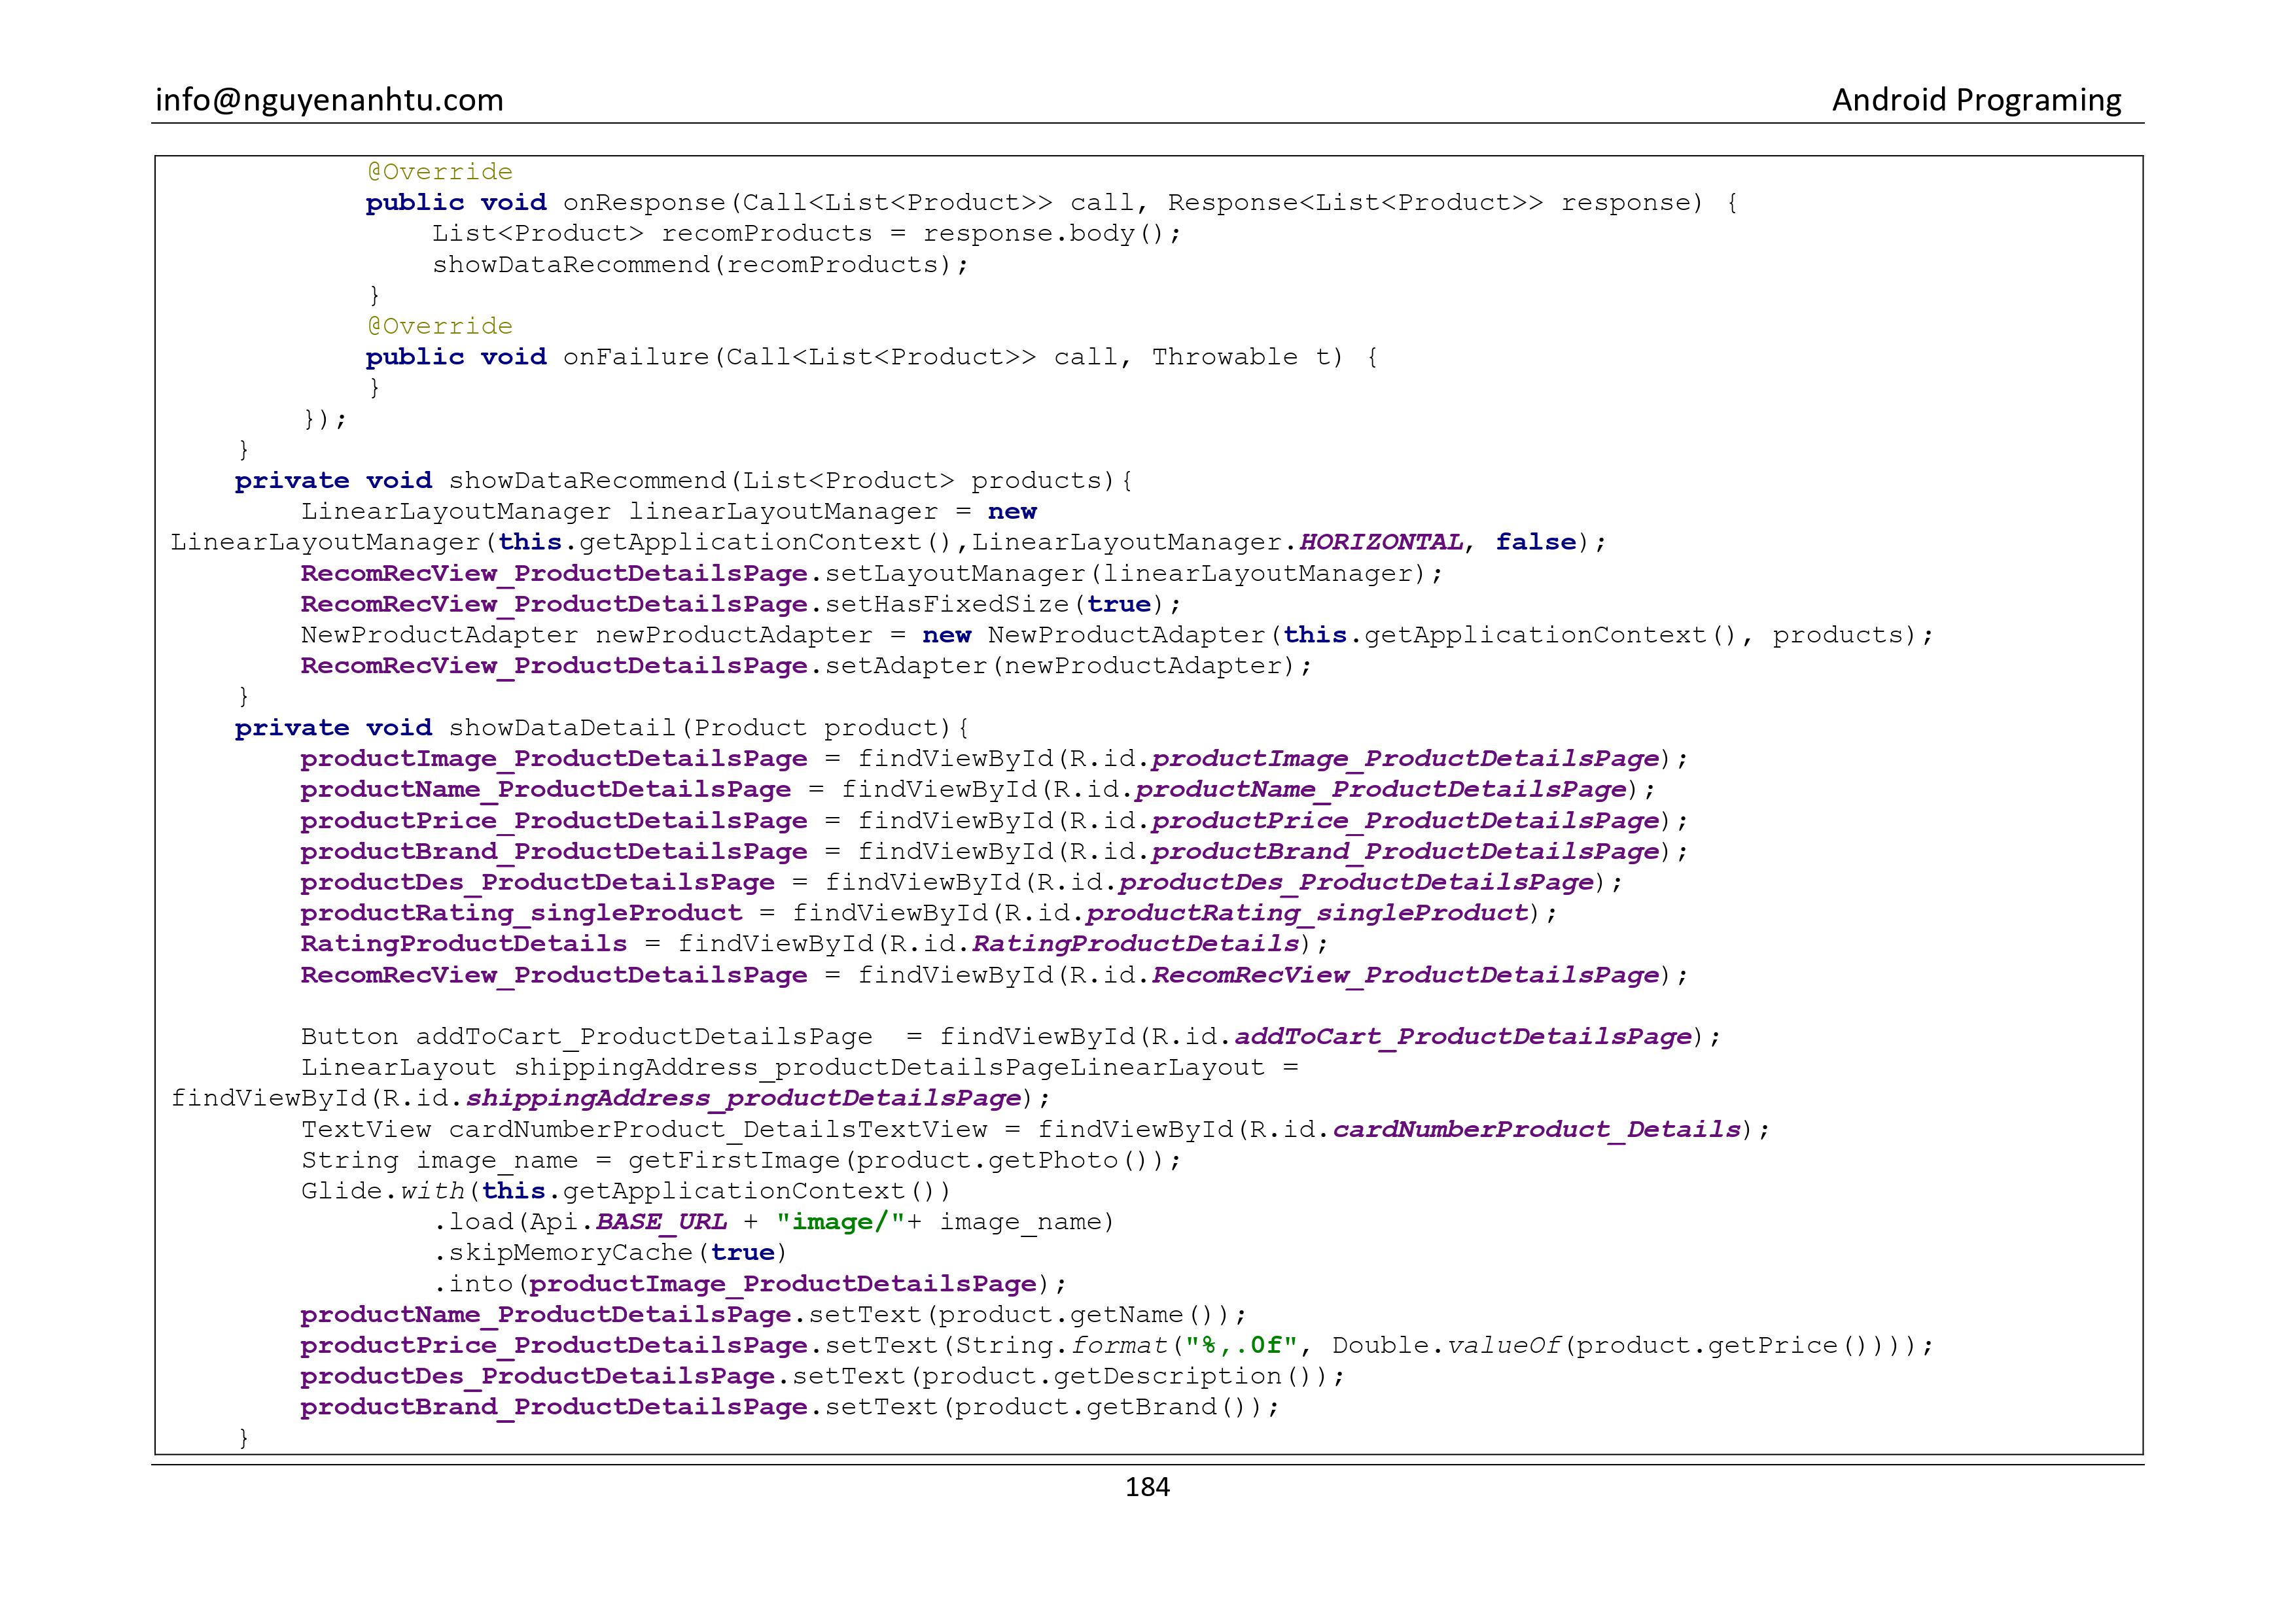 info@nguyenanhtu.com
Android Programing
@Override
public void onResponse(Call<List<Product>> call, Response<List<Product>> response) {
List<Product> recomProducts = response.body();
showDataRecommend(recomProducts);
}
@Override
public void onFailure(Call<List<Product>> call, Throwable t) {
}
});
}
private void showDataRecommend(List<Product> products){
LinearLayoutManager linearLayoutManager = new
LinearLayoutManager(this.getApplicationContext(),LinearLayoutManager.HORIZONTAL, false);
RecomRecView_ProductDetailsPage.setLayoutManager(linearLayoutManager);
RecomRecView_ProductDetailsPage.setHasFixedSize(true);
NewProductAdapter newProductAdapter = new NewProductAdapter(this.getApplicationContext(), products);
RecomRecView_ProductDetailsPage.setAdapter(newProductAdapter);
}
private void showDataDetail(Product product){
productImage_ProductDetailsPage = findViewById(R.id.productImage_ProductDetailsPage);
productName_ProductDetailsPage = findViewById(R.id.productName_ProductDetailsPage);
productPrice_ProductDetailsPage = findViewById(R.id.productPrice_ProductDetailsPage);
productBrand_ProductDetailsPage = findViewById(R.id.productBrand_ProductDetailsPage);
productDes_ProductDetailsPage = findViewById(R.id.productDes_ProductDetailsPage);
productRating_singleProduct = findViewById(R.id.productRating_singleProduct);
RatingProductDetails = findViewById(R.id.RatingProductDetails);
RecomRecView_ProductDetailsPage = findViewById(R.id.RecomRecView_ProductDetailsPage);
Button addToCart_ProductDetailsPage  = findViewById(R.id.addToCart_ProductDetailsPage);
LinearLayout shippingAddress_productDetailsPageLinearLayout =
findViewById(R.id.shippingAddress_productDetailsPage);
TextView cardNumberProduct_DetailsTextView = findViewById(R.id.cardNumberProduct_Details);
String image_name = getFirstImage(product.getPhoto());
Glide.with(this.getApplicationContext())
.load(Api.BASE_URL + "image/"+ image_name)
.skipMemoryCache(true)
.into(productImage_ProductDetailsPage);
productName_ProductDetailsPage.setText(product.getName());
productPrice_ProductDetailsPage.setText(String.format("%,.0f", Double.valueOf(product.getPrice())));
productDes_ProductDetailsPage.setText(product.getDescription());
productBrand_ProductDetailsPage.setText(product.getBrand());
}
184